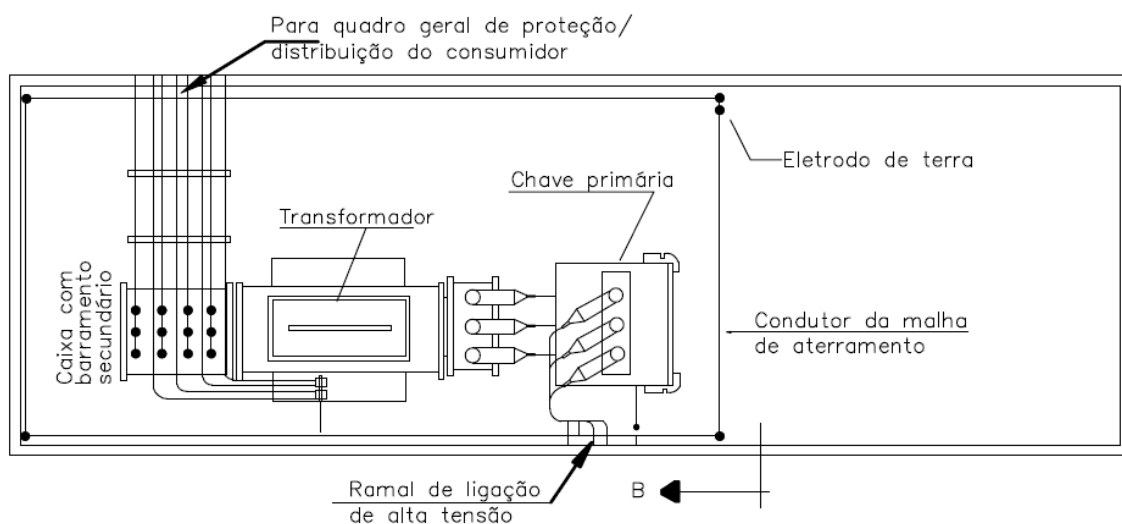 Para quadro geral de proteção/
distribuição do consumidor
Eletrodo de terra
Chave primária
Transformador
Caixa com
barramento
secundário
Condutor da malha
de aterramento
Ramal de ligação
de alta tensão
B